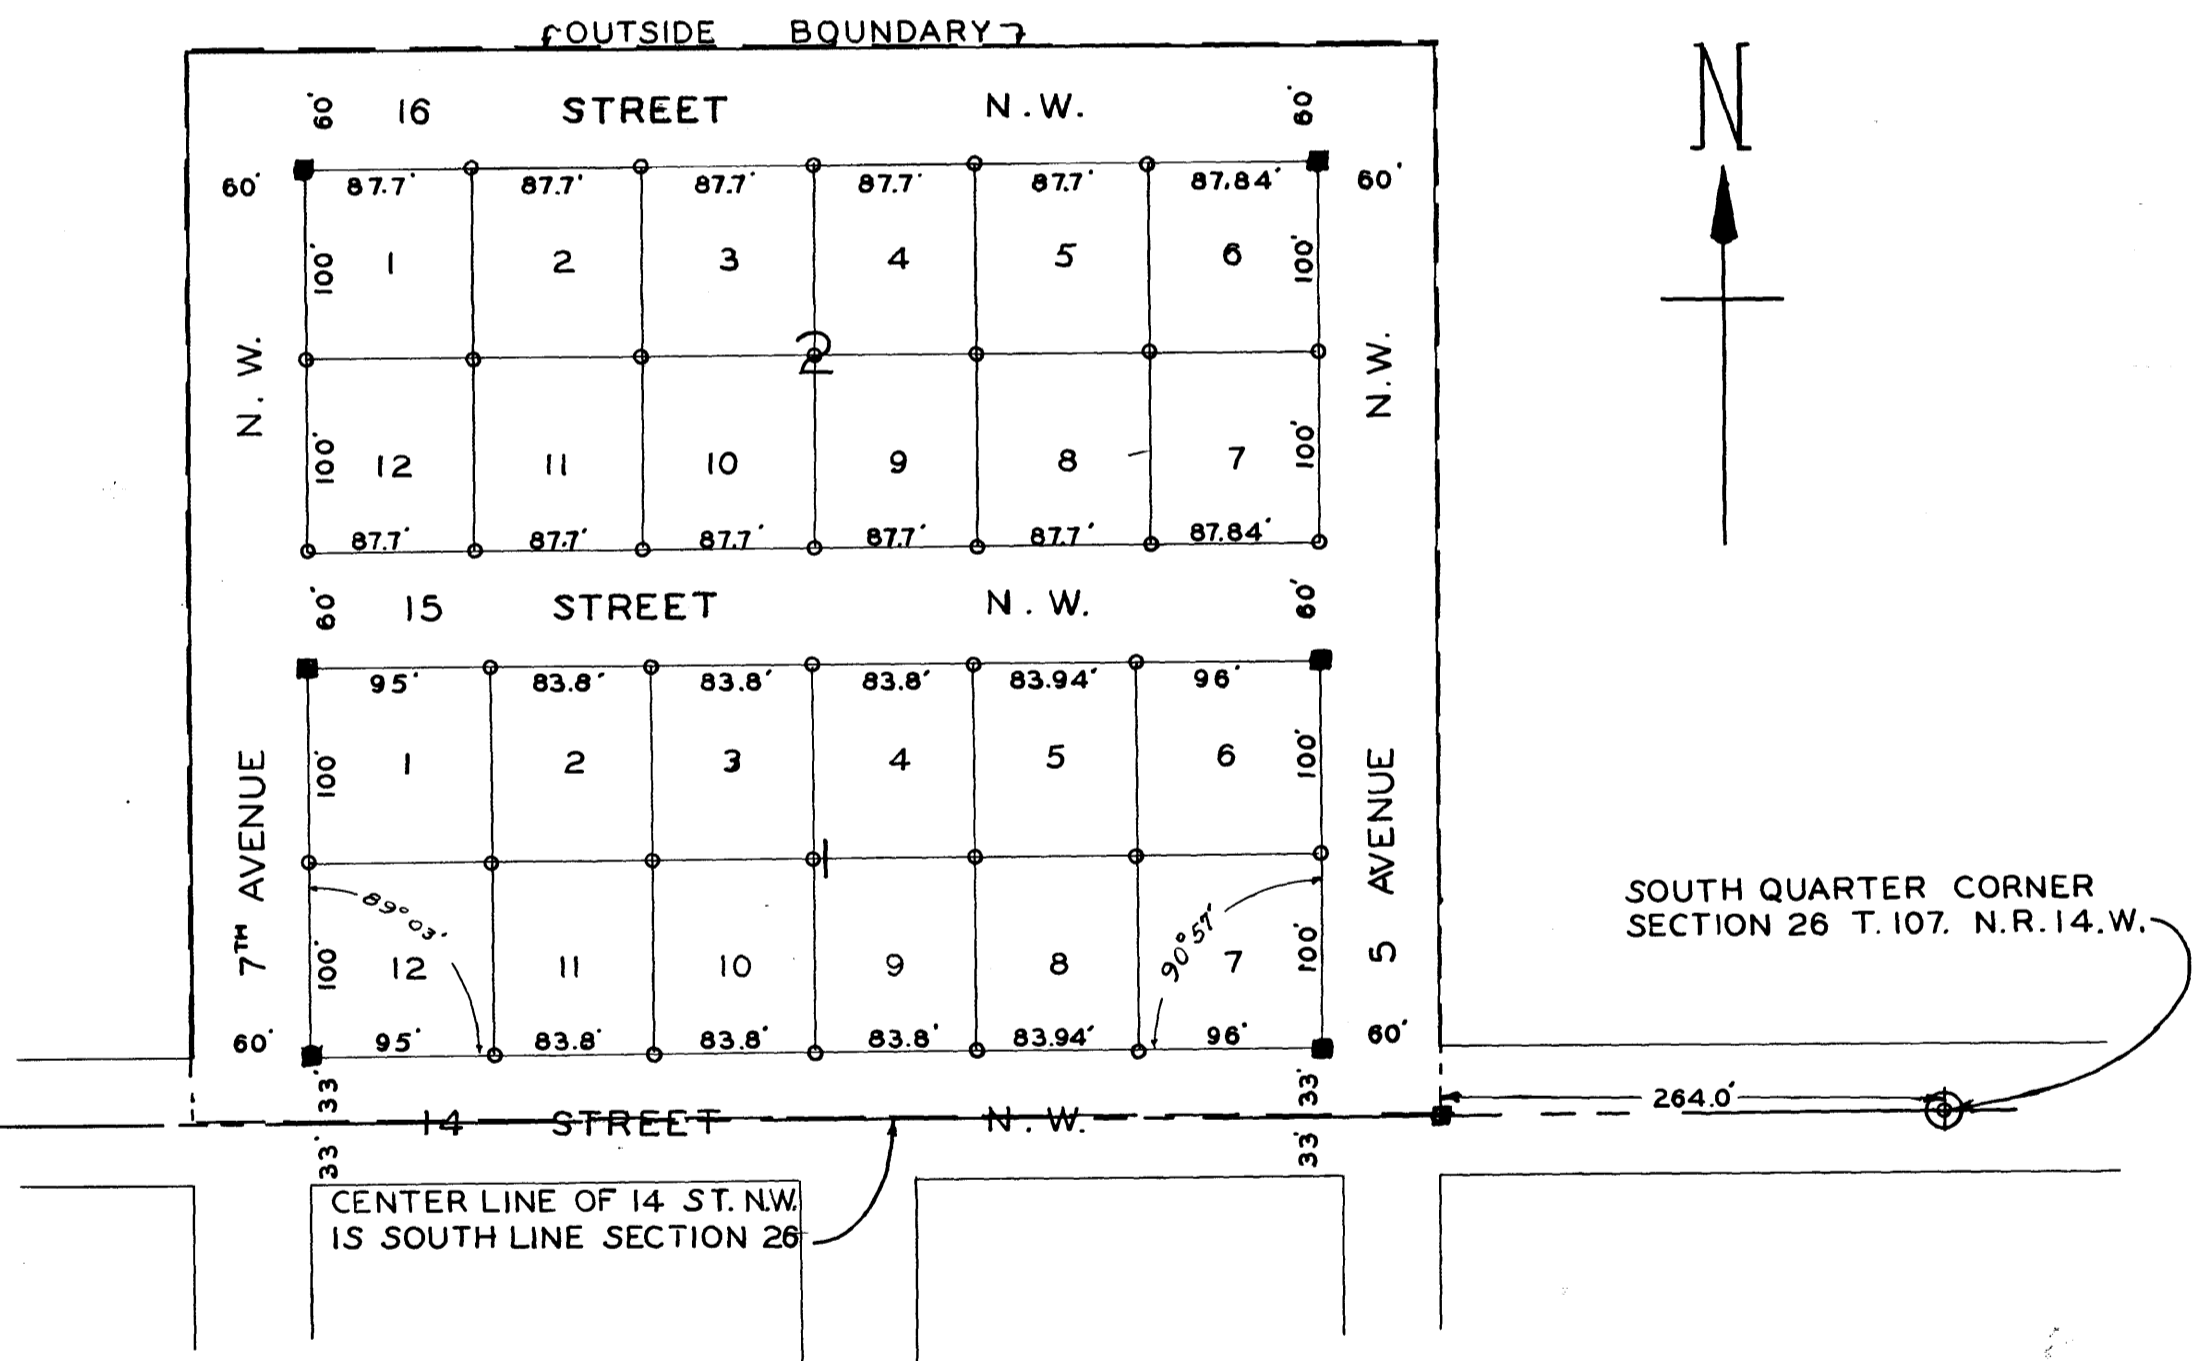 OUTSIDE BOUNDARY
N
60' 16 STREET N.W. 60'
60' 87.7' 87.7' 87.7' 87.7' 87.7' 87.84' 60'
100' 1 2 3 4 5 6 100'
N. W. 2 N.W.
100' 12 11 10 9 8 7 100'
87.7' 87.7' 87.7' 87.7' 87.7' 87.84'
60' 15 STREET N. W. 60'
95' 83.8' 83.8' 83.8' 83.94' 96'
100' 1 2 3 4 5 6 100'
7TH AVENUE 1 5 AVENUE
89°03' 90°57'
100' 12 11 10 9 8 7 100'
60' 95' 83.8' 83.8' 83.8' 83.94' 96' 60'
SOUTH QUARTER CORNER
SECTION 26 T. 107. N.R. 14. W.
33' 33'
264.0'
14 STREET N. W.
33' 33'
CENTER LINE OF 14 ST. N.W.
IS SOUTH LINE SECTION 26